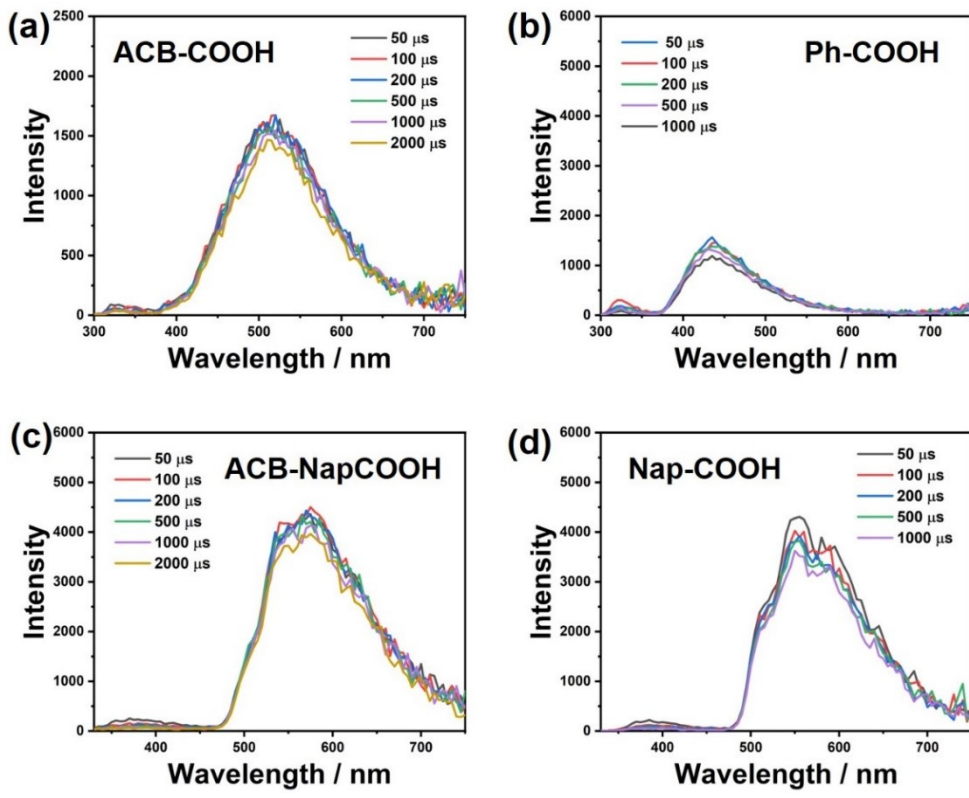 (a)
ACB-COOH
50 μs
100 μs
200 μs
500 μs
1000 μs
2000 μs
Intensity
2500
2000
1500
1000
500
0
300 400 500 600 700
Wavelength / nm
(b)
Ph-COOH
50 μs
100 μs
200 μs
500 μs
1000 μs
Intensity
6000
5000
4000
3000
2000
1000
0
300 400 500 600 700
Wavelength / nm
(c)
ACB-NapCOOH
50 μs
100 μs
200 μs
500 μs
1000 μs
2000 μs
Intensity
6000
5000
4000
3000
2000
1000
0
400 500 600 700
Wavelength / nm
(d)
Nap-COOH
50 μs
100 μs
200 μs
500 μs
1000 μs
Intensity
6000
5000
4000
3000
2000
1000
0
400 500 600 700
Wavelength / nm